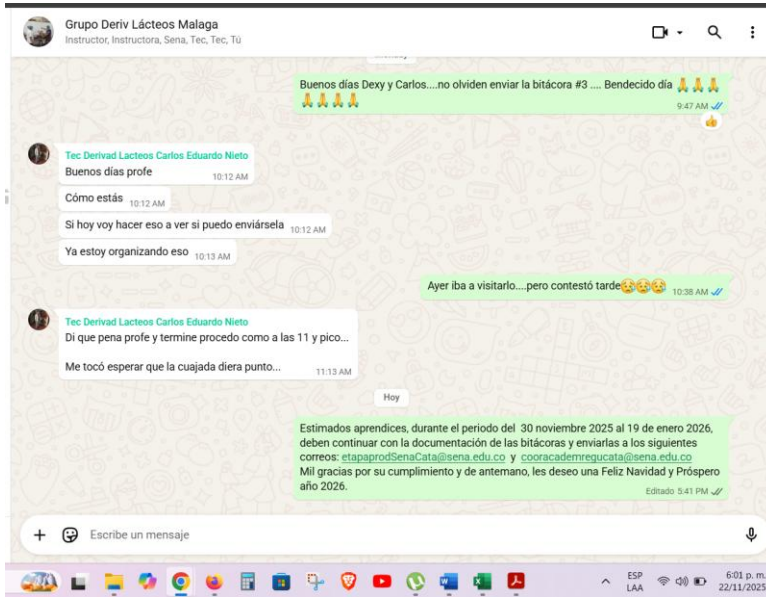 Grupo Deriv Lácteos Malaga
Instructor, Instructora, Sena, Tec, Tec, Tú
Buenos días Dexy y Carlos....no olviden enviar la bitácora #3 .... Bendecido día 🙏🙏🙏
🙏🙏🙏🙏
9:47 AM
👍
Tec Derivad Lacteos Carlos Eduardo Nieto
Buenos días profe
10:12 AM
Cómo estás 10:12 AM
Si hoy voy hacer eso a ver si puedo enviársela 10:12 AM
Ya estoy organizando eso 10:13 AM
Ayer iba a visitarlo....pero contestó tarde😥😥😥 10:38 AM
Tec Derivad Lacteos Carlos Eduardo Nieto
Di que pena profe y termine procedo como a las 11 y pico...
Me tocó esperar que la cuajada diera punto...
11:13 AM
Hoy
Estimados aprendices, durante el periodo del 30 noviembre 2025 al 19 de enero 2026,
deben continuar con la documentación de las bitácoras y enviarlas a los siguientes
correos: etapaprodSenaCata@sena.edu.co y cooracademregucata@sena.edu.co
Mil gracias por su cumplimiento y de antemano, les deseo una Feliz Navidad y Próspero
año 2026.
Editado 5:41 PM
Escribe un mensaje
ESP
LAA
6:01 p. m.
22/11/2025